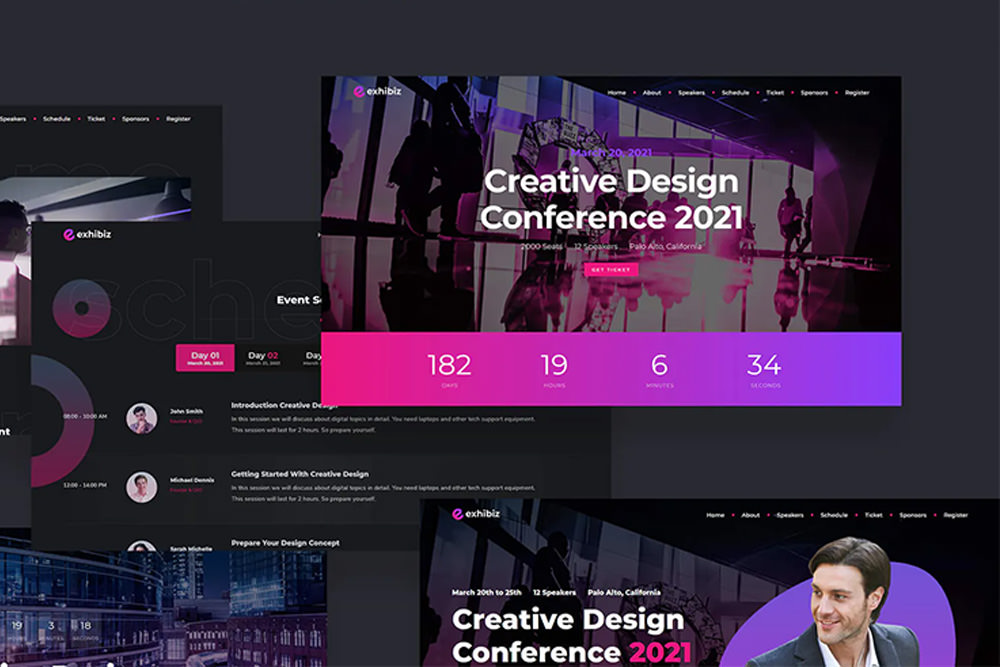 exhibiz
Home About Speakers Schedule Ticket Sponsors Register
March 20, 2021
Creative Design
Conference 2021
2000 Seats 12 Speakers Palo Alto, California
GET TICKET
182 19 6 34
DAYS HOURS MINUTES SECONDS
Speakers Schedule Ticket Sponsors Register
exhibiz
sche
Event S
Day 01 Day 02 Day
March 20, 2021 March 21, 2021 March
08:00 - 10:00 AM
John Smith
Founder & CEO
Introduction Creative Design
In this session we will discuss about digital topics in detail. You need laptops and other tech support equipment.
This session will last for 2 hours. So prepare yourself.
12:00 - 14:00 PM
Michael Dennis
Founder & CEO
Getting Started With Creative Design
In this session we will discuss about digital topics in detail. You need laptops and other tech support equipment.
This session will last for 2 hours. So prepare yourself.
Sarah Michelle
Prepare Your Design Concept
nt
19 3 18
HOURS MINUTES SECONDS
exhibiz
Home About Speakers Schedule Ticket Sponsors Register
March 20th to 25th 12 Speakers Palo Alto, California
Creative Design
Conference 2021